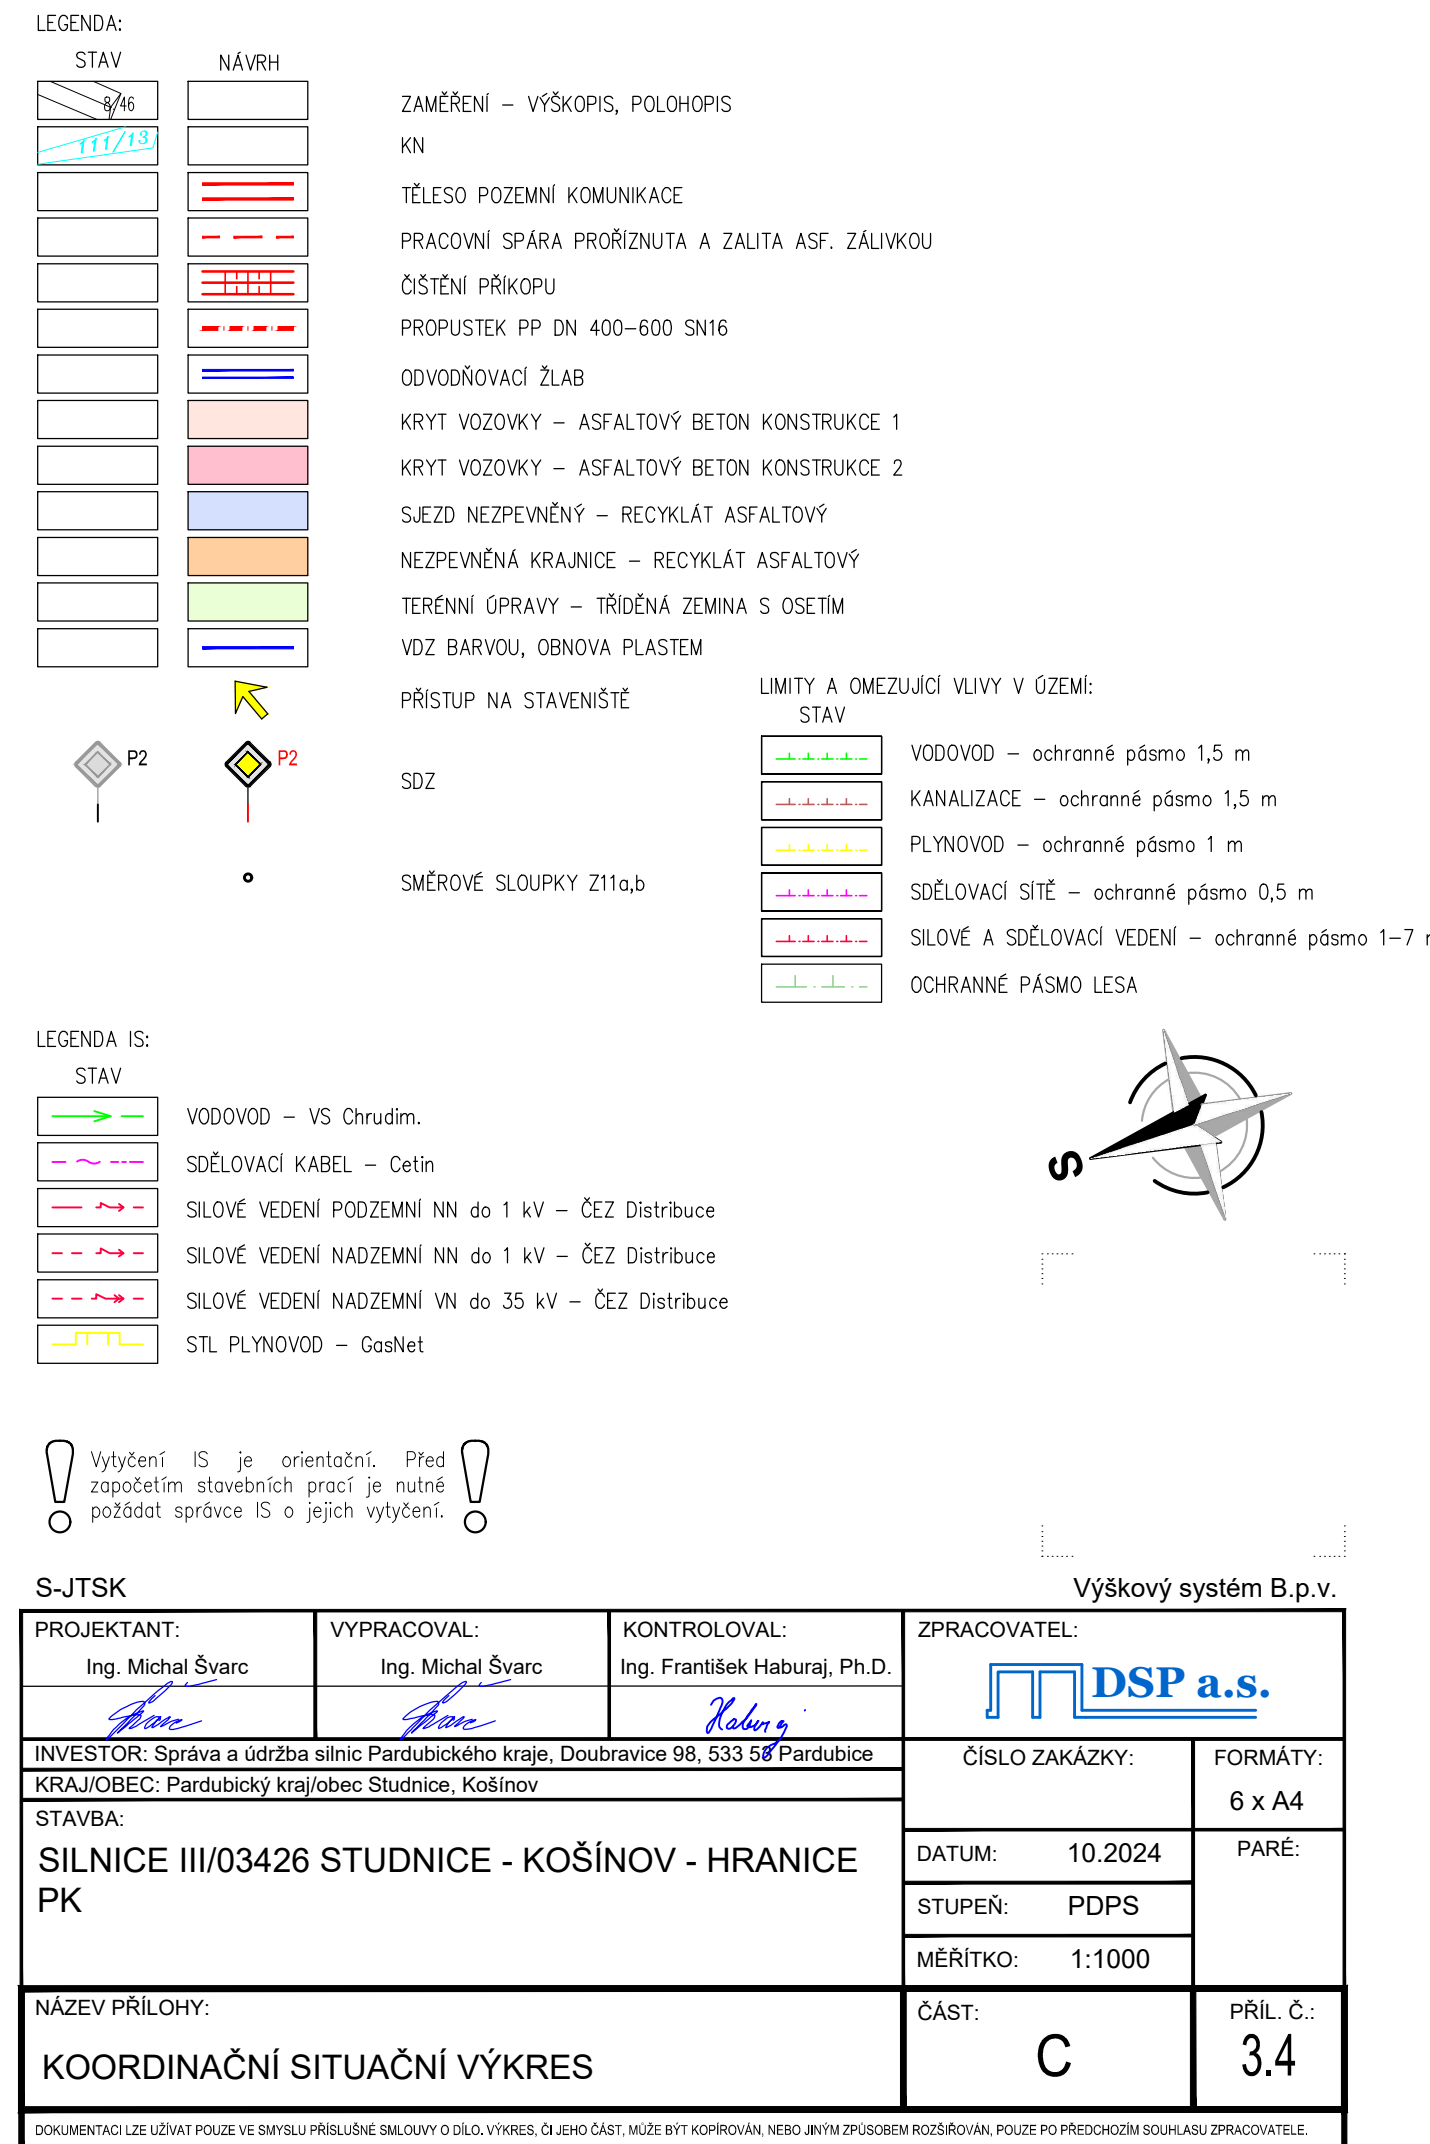 LEGENDA:
STAV NÁVRH
8/46 ZAMĚŘENÍ – VÝŠKOPIS, POLOHOPIS
111/13 KN
TĚLESO POZEMNÍ KOMUNIKACE
PRACOVNÍ SPÁRA PROŘÍZNUTA A ZALITA ASF. ZÁLIVKOU
ČIŠTĚNÍ PŘÍKOPU
PROPUSTEK PP DN 400–600 SN16
ODVODŇOVACÍ ŽLAB
KRYT VOZOVKY – ASFALTOVÝ BETON KONSTRUKCE 1
KRYT VOZOVKY – ASFALTOVÝ BETON KONSTRUKCE 2
SJEZD NEZPEVNĚNÝ – RECYKLÁT ASFALTOVÝ
NEZPEVNĚNÁ KRAJNICE – RECYKLÁT ASFALTOVÝ
TERÉNNÍ ÚPRAVY – TŘÍDĚNÁ ZEMINA S OSETÍM
VDZ BARVOU, OBNOVA PLASTEM
PŘÍSTUP NA STAVENIŠTĚ
P2 P2 SDZ
SMĚROVÉ SLOUPKY Z11a,b
LIMITY A OMEZUJÍCÍ VLIVY V ÚZEMÍ:
STAV
VODOVOD – ochranné pásmo 1,5 m
KANALIZACE – ochranné pásmo 1,5 m
PLYNOVOD – ochranné pásmo 1 m
SDĚLOVACÍ SÍTĚ – ochranné pásmo 0,5 m
SILOVÉ A SDĚLOVACÍ VEDENÍ – ochranné pásmo 1–7
OCHRANNÉ PÁSMO LESA
LEGENDA IS:
STAV
VODOVOD – VS Chrudim.
SDĚLOVACÍ KABEL – Cetin
SILOVÉ VEDENÍ PODZEMNÍ NN do 1 kV – ČEZ Distribuce
SILOVÉ VEDENÍ NADZEMNÍ NN do 1 kV – ČEZ Distribuce
SILOVÉ VEDENÍ NADZEMNÍ VN do 35 kV – ČEZ Distribuce
STL PLYNOVOD – GasNet
S
Vytyčení IS je orientační. Před
započetím stavebních prací je nutné
požádat správce IS o jejich vytyčení.
S-JTSK Výškový systém B.p.v.
PROJEKTANT: VYPRACOVAL: KONTROLOVAL: ZPRACOVATEL:
Ing. Michal Švarc Ing. Michal Švarc Ing. František Haburaj, Ph.D.
Švarc Švarc Haburaj
DSP a.s.
INVESTOR: Správa a údržba silnic Pardubického kraje, Doubravice 98, 533 53 Pardubice
KRAJ/OBEC: Pardubický kraj/obec Studnice, Košínov
ČÍSLO ZAKÁZKY: FORMÁTY:
6 x A4
STAVBA:
SILNICE III/03426 STUDNICE - KOŠÍNOV - HRANICE
PK
DATUM: 10.2024 PARÉ:
STUPEŇ: PDPS
MĚŘÍTKO: 1:1000
NÁZEV PŘÍLOHY: ČÁST: PŘÍL. Č.:
KOORDINAČNÍ SITUAČNÍ VÝKRES C 3.4
DOKUMENTACI LZE UŽÍVAT POUZE VE SMYSLU PŘÍSLUŠNÉ SMLOUVY O DÍLO. VÝKRES, ČI JEHO ČÁST, MŮŽE BÝT KOPÍROVÁN, NEBO JINÝM ZPŮSOBEM ROZŠIŘOVÁN, POUZE PO PŘEDCHOZÍM SOUHLASU ZPRACOVATELE.